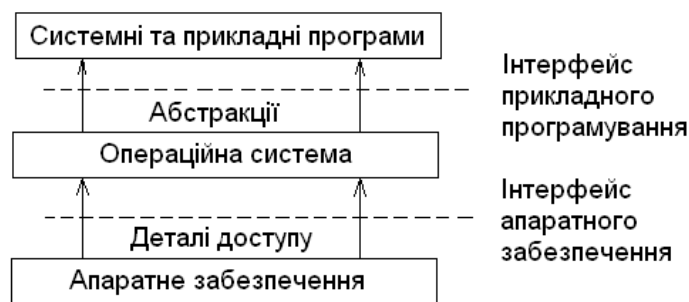 Системні та прикладні програми
Інтерфейс
прикладного
програмування
Абстракції
Операційна система
Інтерфейс
апаратного
забезпечення
Деталі доступу
Апаратне забезпечення